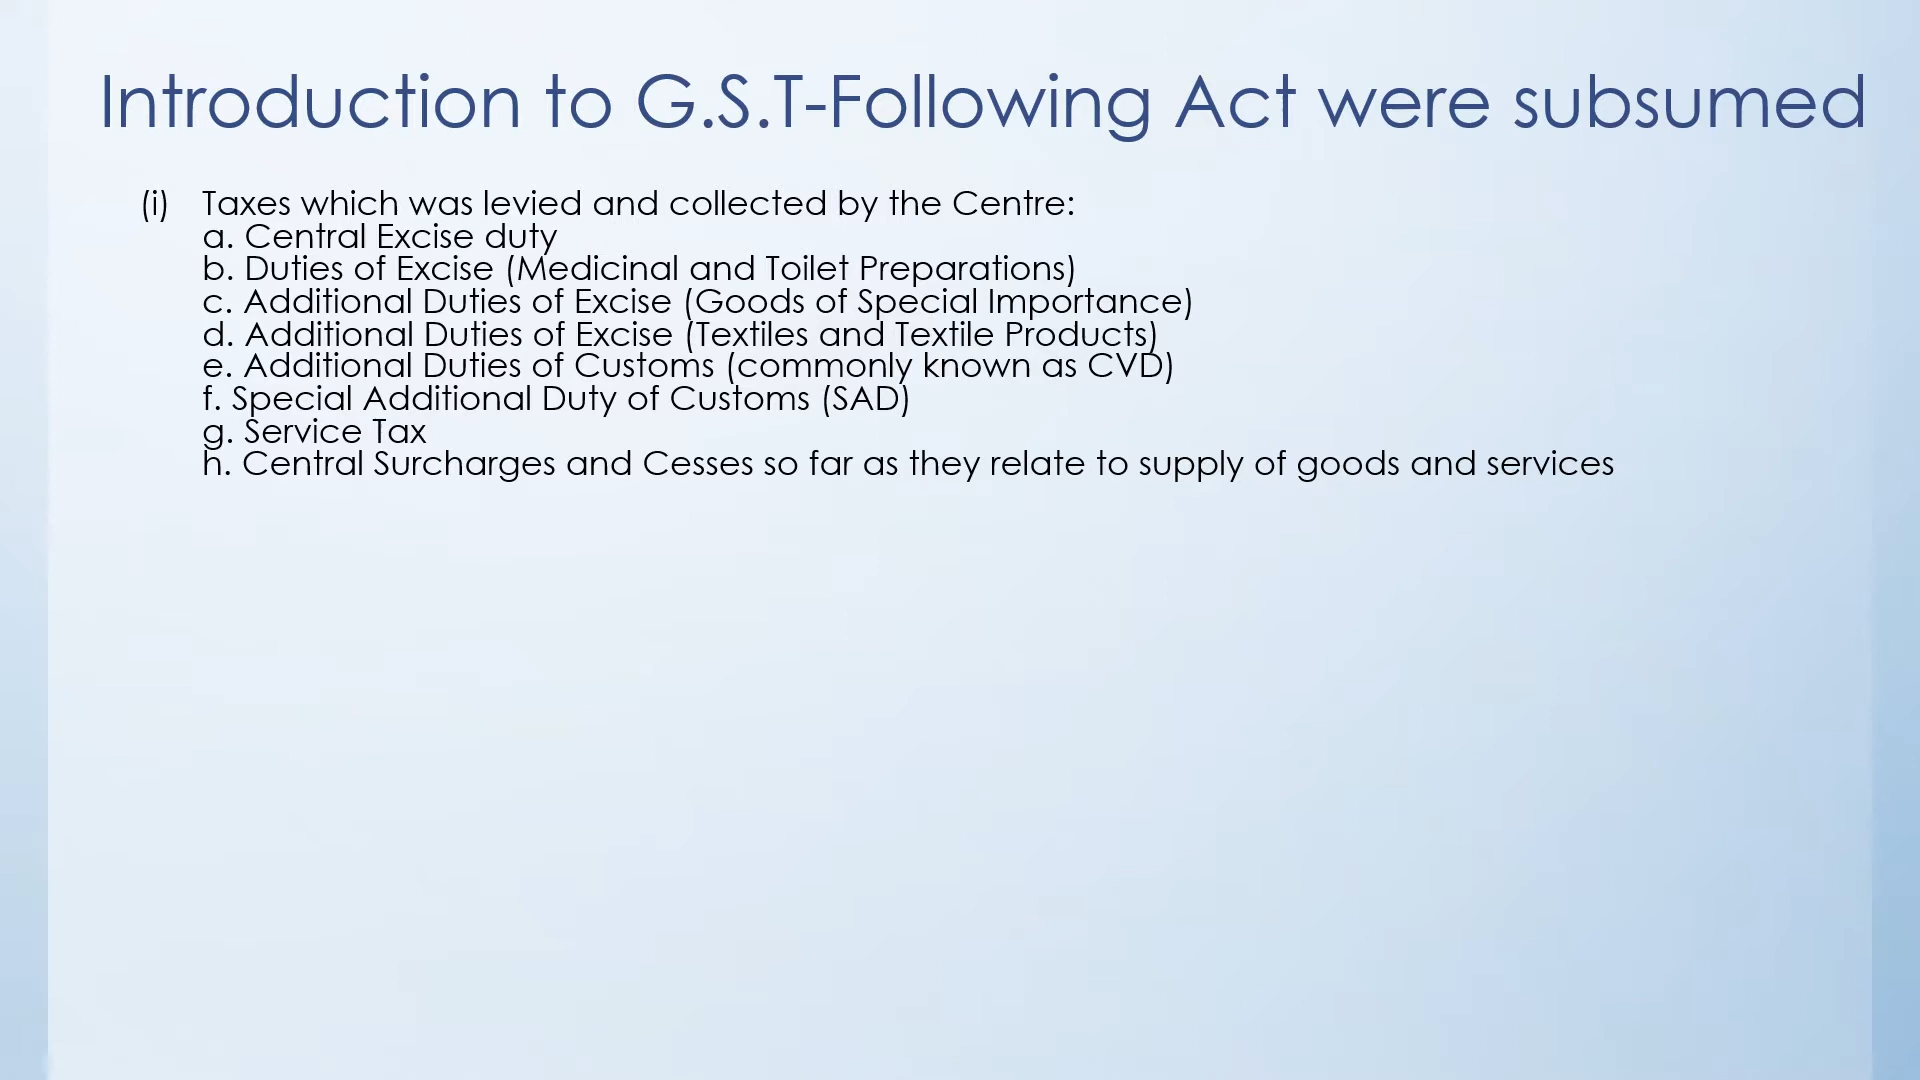 Introduction to G.S.T-Following Act were subsumed
(i) Taxes which was levied and collected by the Centre:
a. Central Excise duty
b. Duties of Excise (Medicinal and Toilet Preparations)
c. Additional Duties of Excise (Goods of Special Importance)
d. Additional Duties of Excise (Textiles and Textile Products)
e. Additional Duties of Customs (commonly known as CVD)
f. Special Additional Duty of Customs (SAD)
g. Service Tax
h. Central Surcharges and Cesses so far as they relate to supply of goods and services